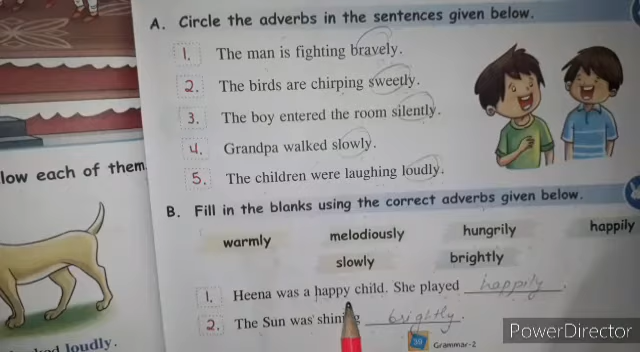 A. Circle the adverbs in the sentences given below.
1. The man is fighting bravely.
2. The birds are chirping sweetly.
3. The boy entered the room silently.
4. Grandpa walked slowly.
low each of them
5. The children were laughing loudly.
B. Fill in the blanks using the correct adverbs given below.
warmly melodiously hungrily happily
slowly brightly
1. Heena was a happy child. She played happily.
2. The Sun was shining brightly.
loudly.
39 Grammar-2
PowerDirector